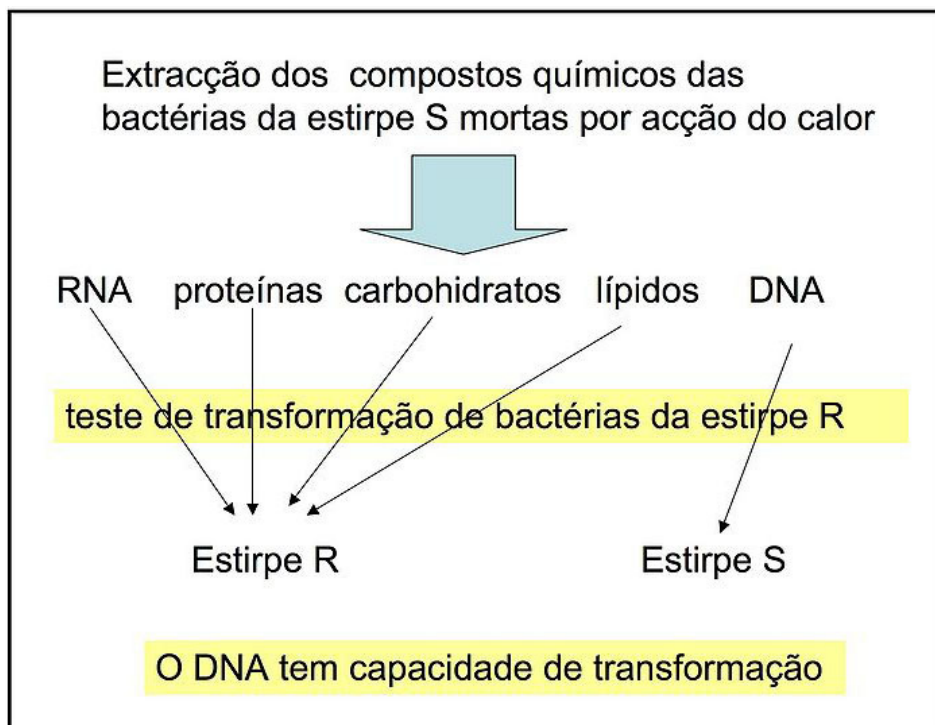 Extracção dos compostos químicos das
bactérias da estirpe S mortas por acção do calor
RNA proteínas carbohidratos lípidos DNA
teste de transformação de bactérias da estirpe R
Estirpe R Estirpe S
O DNA tem capacidade de transformação